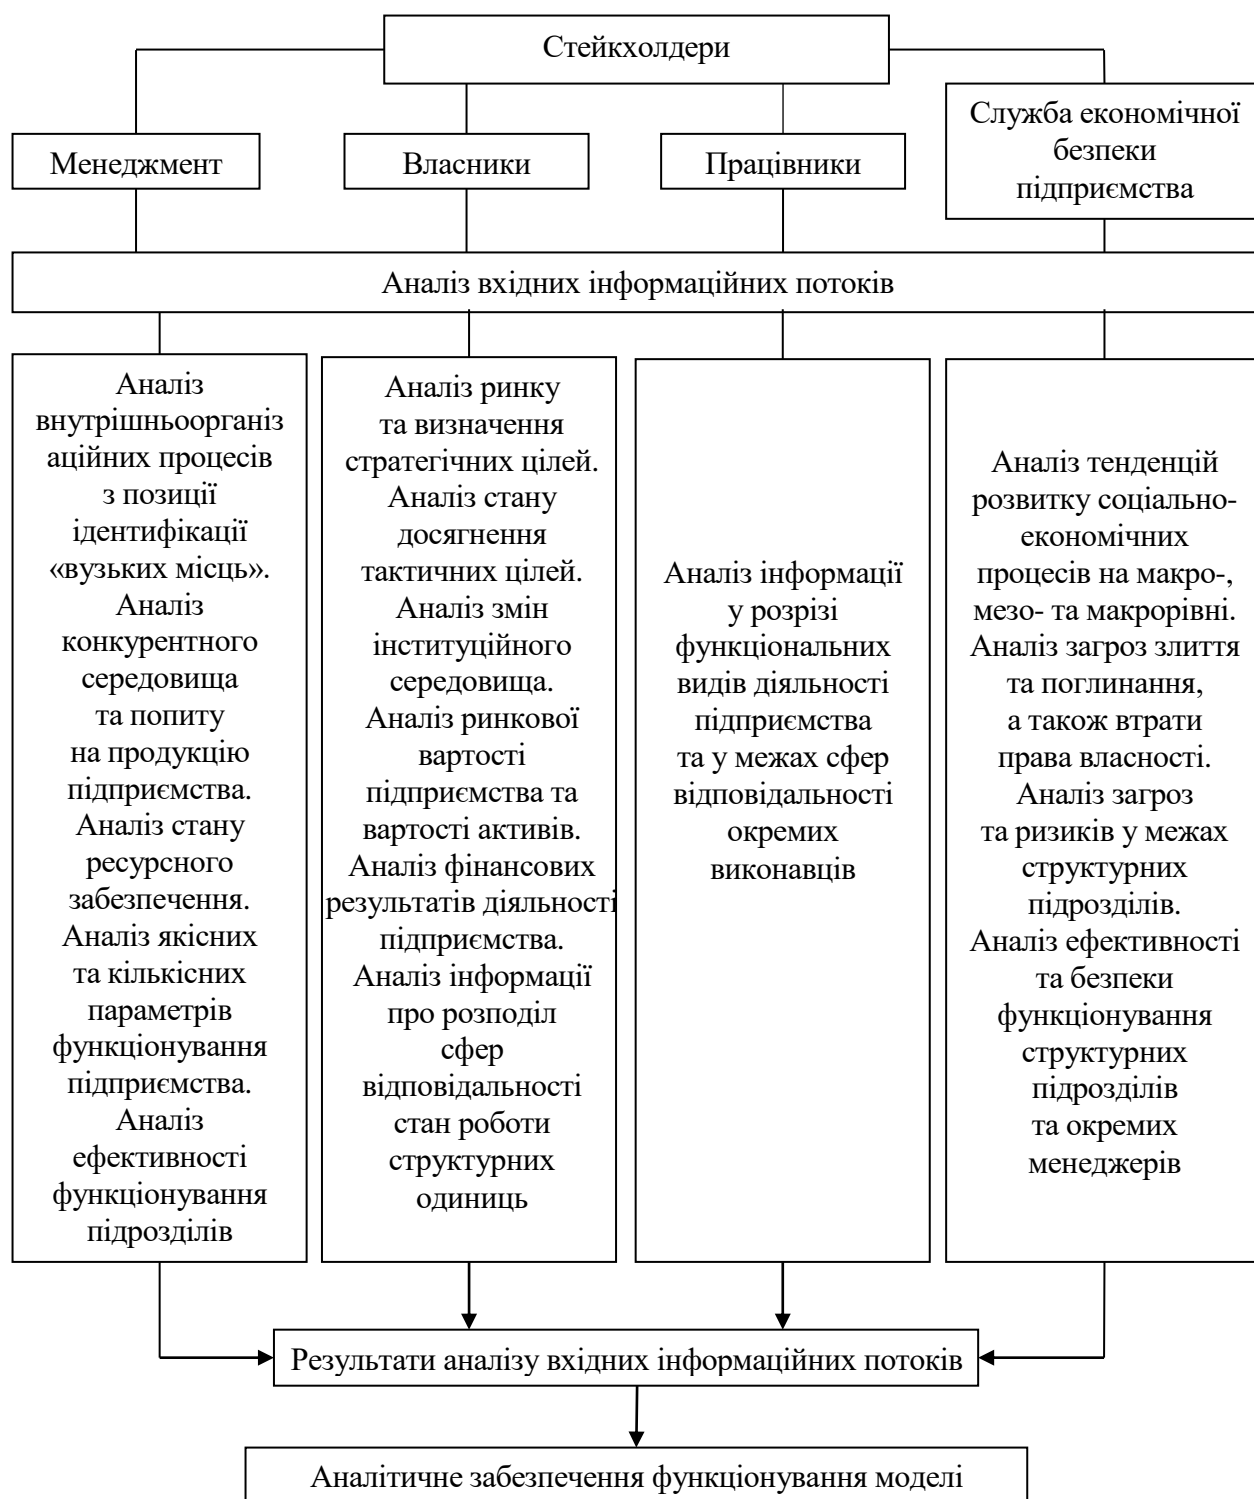 Стейкхолдери
Менеджмент
Власники
Працівники
Служба економічної
безпеки
підприємства
Аналіз вхідних інформаційних потоків
Аналіз
внутрішньоорганіз
аційних процесів
з позиції
ідентифікації
«вузьких місць».
Аналіз
конкурентного
середовища
та попиту
на продукцію
підприємства.
Аналіз стану
ресурсного
забезпечення.
Аналіз якісних
та кількісних
параметрів
функціонування
підприємства.
Аналіз
ефективності
функціонування
підрозділів
Аналіз ринку
та визначення
стратегічних цілей.
Аналіз стану
досягнення
тактичних цілей.
Аналіз змін
інституційного
середовища.
Аналіз ринкової
вартості
підприємства та
вартості активів.
Аналіз фінансових
результатів діяльності
підприємства.
Аналіз інформації
про розподіл
сфер
відповідальності
стан роботи
структурних
одиниць
Аналіз інформації
у розрізі
функціональних
видів діяльності
підприємства
та у межах сфер
відповідальності
окремих
виконавців
Аналіз тенденцій
розвитку соціально-
економічних
процесів на макро-,
мезо- та макрорівні.
Аналіз загроз злиття
та поглинання,
а також втрати
права власності.
Аналіз загроз
та ризиків у межах
структурних
підрозділів.
Аналіз ефективності
та безпеки
функціонування
структурних
підрозділів
та окремих
менеджерів
Результати аналізу вхідних інформаційних потоків
Аналітичне забезпечення функціонування моделі